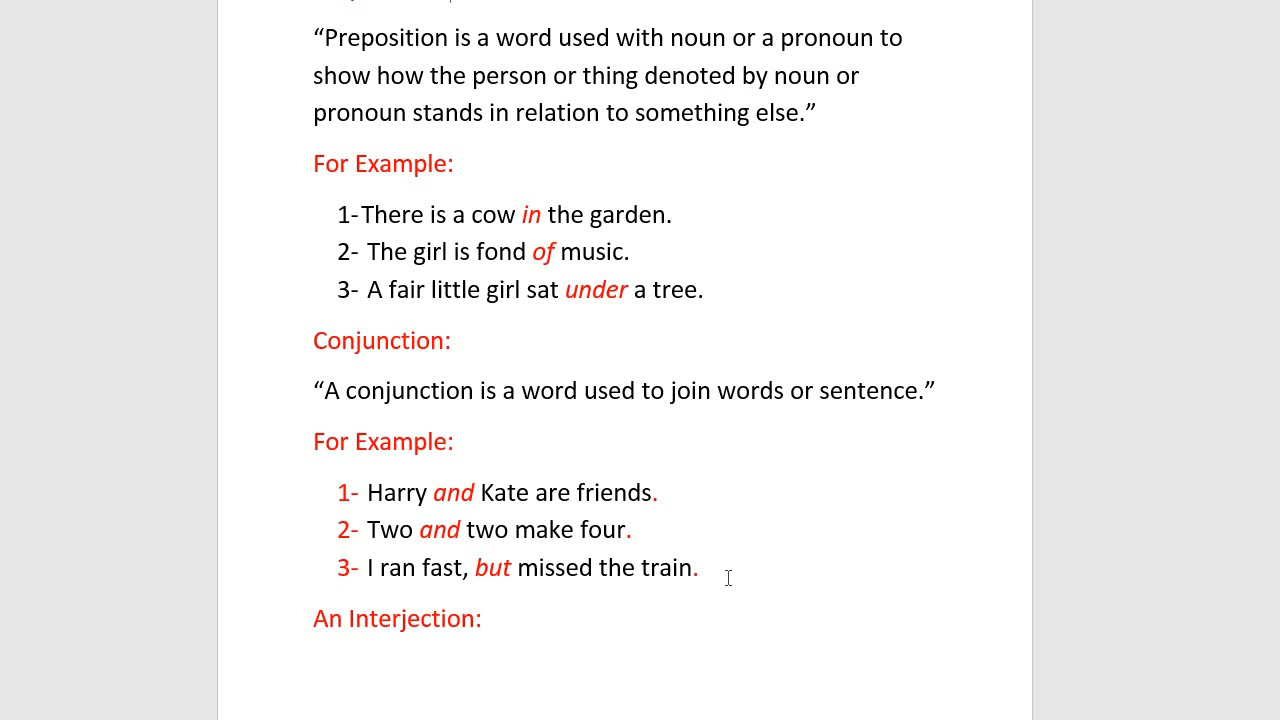 “Preposition is a word used with noun or a pronoun to
show how the person or thing denoted by noun or
pronoun stands in relation to something else.”
For Example:
1-There is a cow in the garden.
2- The girl is fond of music.
3- A fair little girl sat under a tree.
Conjunction:
“A conjunction is a word used to join words or sentence.”
For Example:
1- Harry and Kate are friends.
2- Two and two make four.
3- I ran fast, but missed the train.
An Interjection: